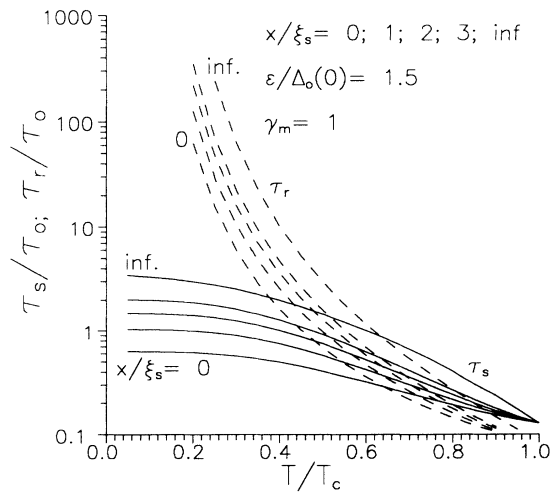 1000
100
10
1
0.1
τs/τo; τr/τo
x/ξs= 0; 1; 2; 3; inf
ε/Δo(0)= 1.5
γm= 1
inf.
0
τr
inf.
τs
x/ξs= 0
0.0 0.2 0.4 0.6 0.8 1.0
T/Tc